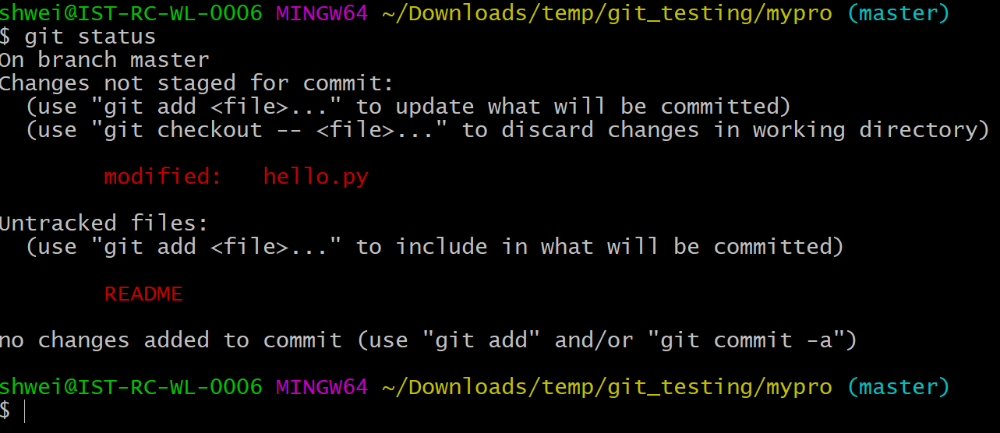 shwei@IST-RC-WL-0006 MINGW64 ~/Downloads/temp/git_testing/mypro (master)
$ git status
On branch master
Changes not staged for commit:
  (use "git add <file>..." to update what will be committed)
  (use "git checkout -- <file>..." to discard changes in working directory)
        modified:   hello.py
Untracked files:
  (use "git add <file>..." to include in what will be committed)
        README
no changes added to commit (use "git add" and/or "git commit -a")
shwei@IST-RC-WL-0006 MINGW64 ~/Downloads/temp/git_testing/mypro (master)
$